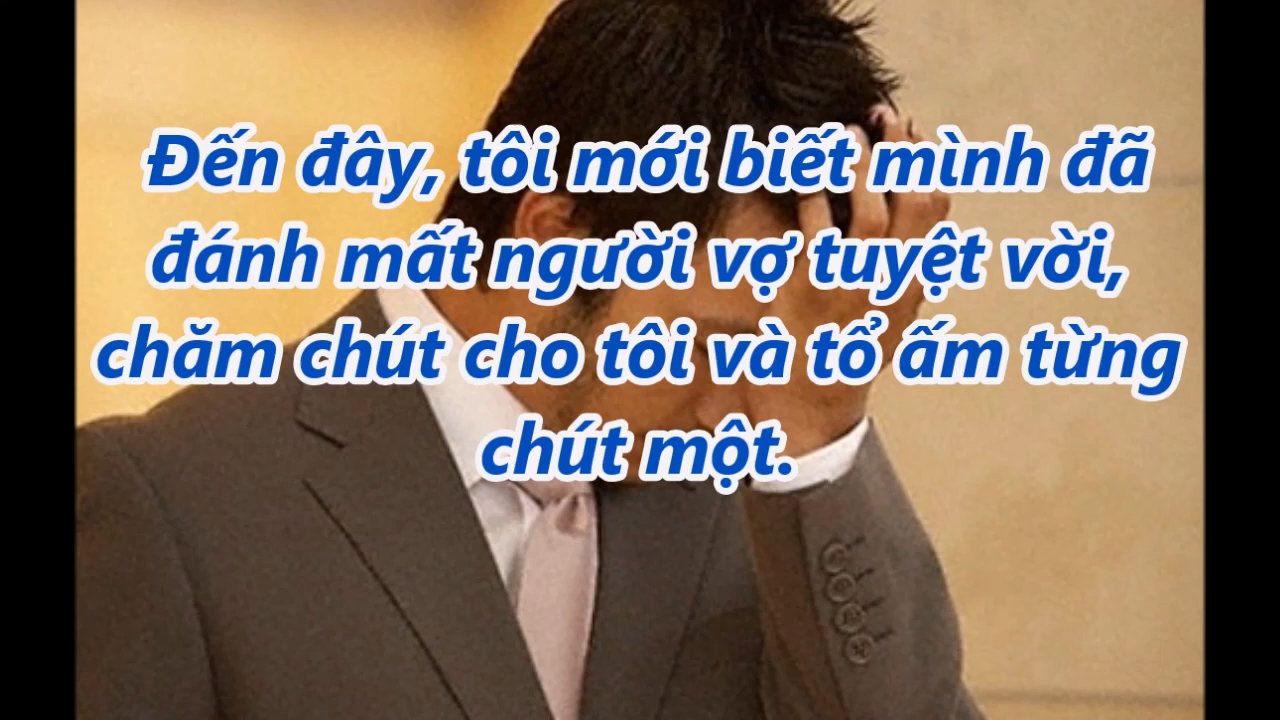 Đến đây, tôi mới biết mình đã
đánh mất người vợ tuyệt vời,
chăm chút cho tôi và tổ ấm từng
chút một.